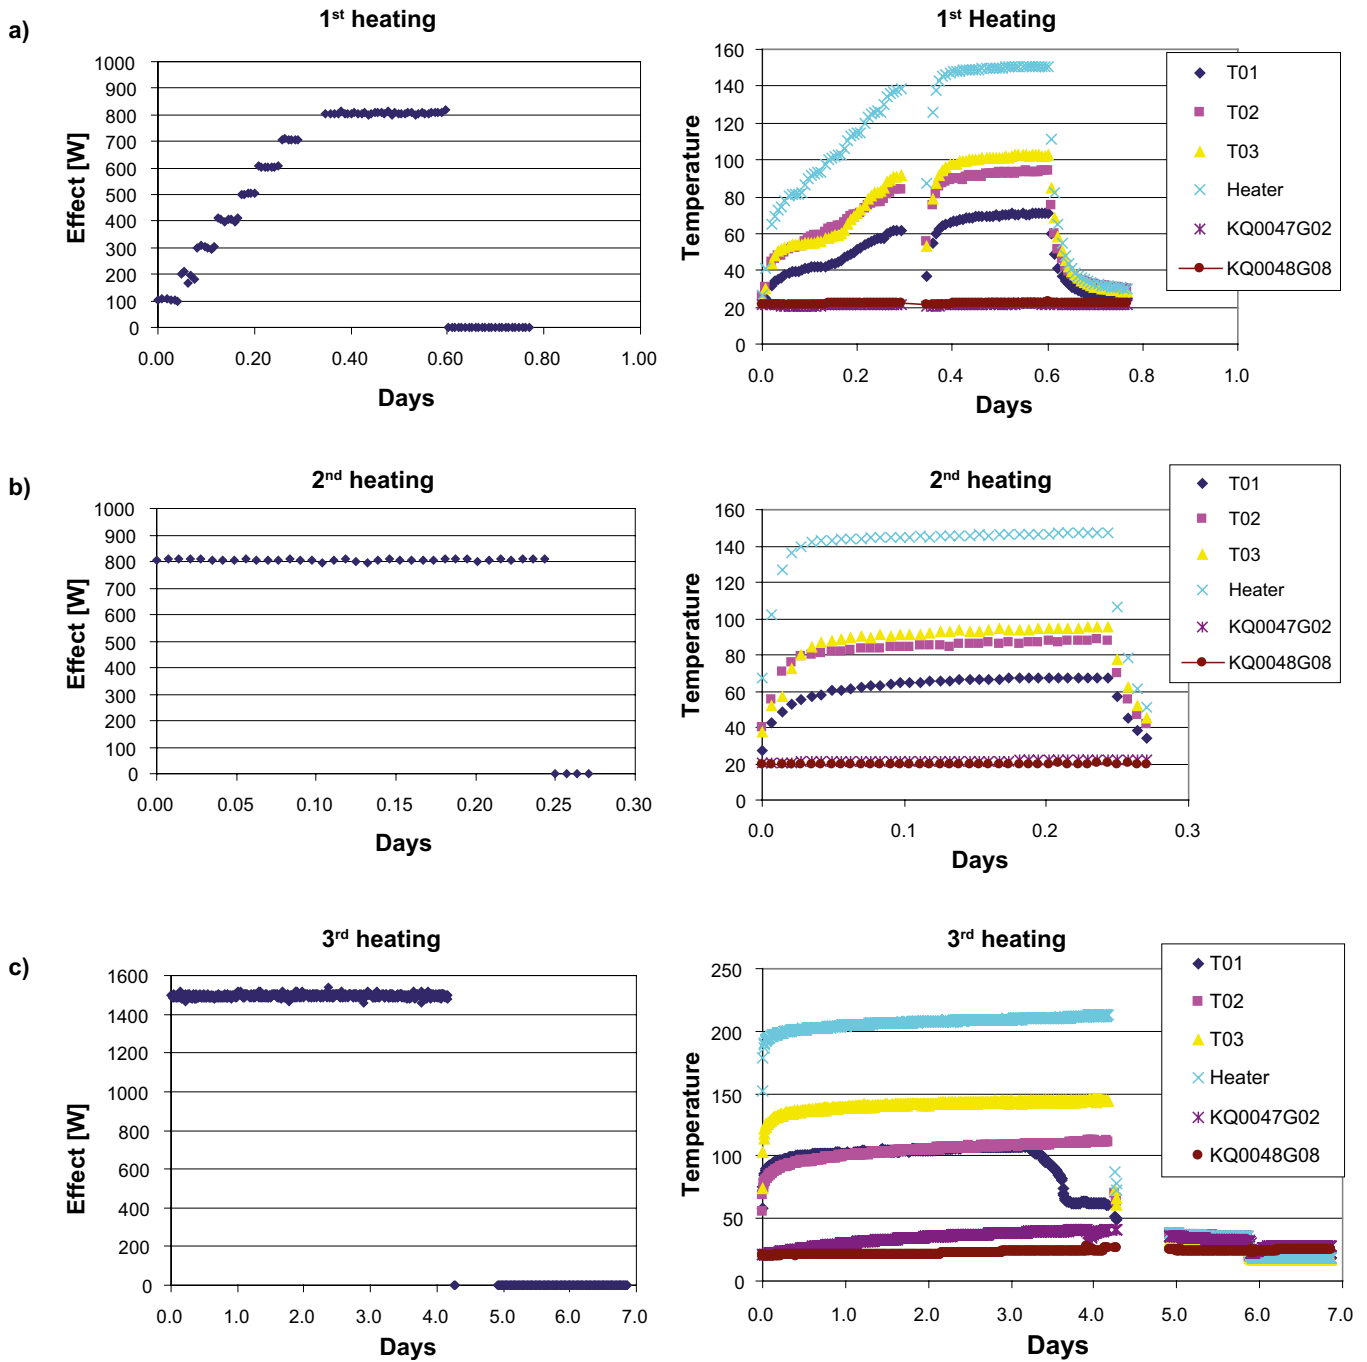 a)
1st heating
1000
900
800
700
600
500
400
300
200
100
0
Effect [W]
0.00 0.20 0.40 0.60 0.80 1.00
Days
1st Heating
160
140
120
100
80
60
40
20
0
Temperature
0.0 0.2 0.4 0.6 0.8 1.0
Days
T01
T02
T03
Heater
KQ0047G02
KQ0048G08
b)
2nd heating
1000
900
800
700
600
500
400
300
200
100
0
Effect [W]
0.00 0.05 0.10 0.15 0.20 0.25 0.30
Days
2nd heating
160
140
120
100
80
60
40
20
0
Temperature
0.0 0.1 0.2 0.3
Days
T01
T02
T03
Heater
KQ0047G02
KQ0048G08
c)
3rd heating
1600
1400
1200
1000
800
600
400
200
0
Effect [W]
0.0 1.0 2.0 3.0 4.0 5.0 6.0 7.0
Days
3rd heating
250
200
150
100
50
0
Temperature
0.0 1.0 2.0 3.0 4.0 5.0 6.0 7.0
Days
T01
T02
T03
Heater
KQ0047G02
KQ0048G08